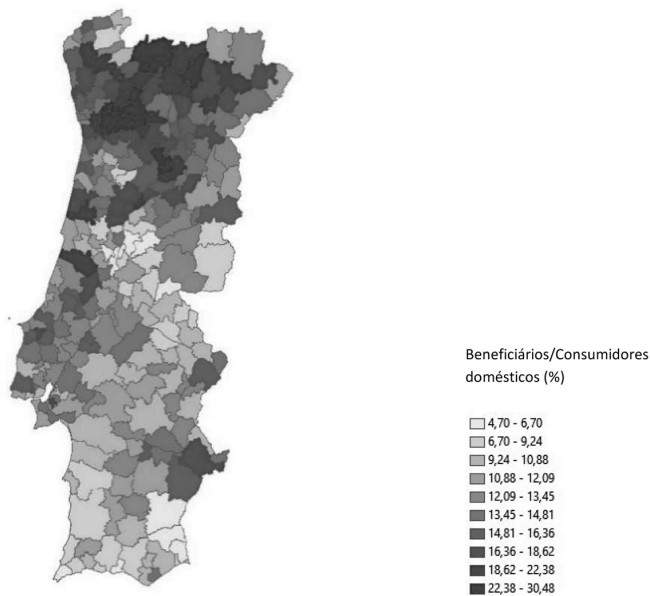 Beneficiários/Consumidores
domésticos (%)
4,70 - 6,70
6,70 - 9,24
9,24 - 10,88
10,88 - 12,09
12,09 - 13,45
13,45 - 14,81
14,81 - 16,36
16,36 - 18,62
18,62 - 22,38
22,38 - 30,48